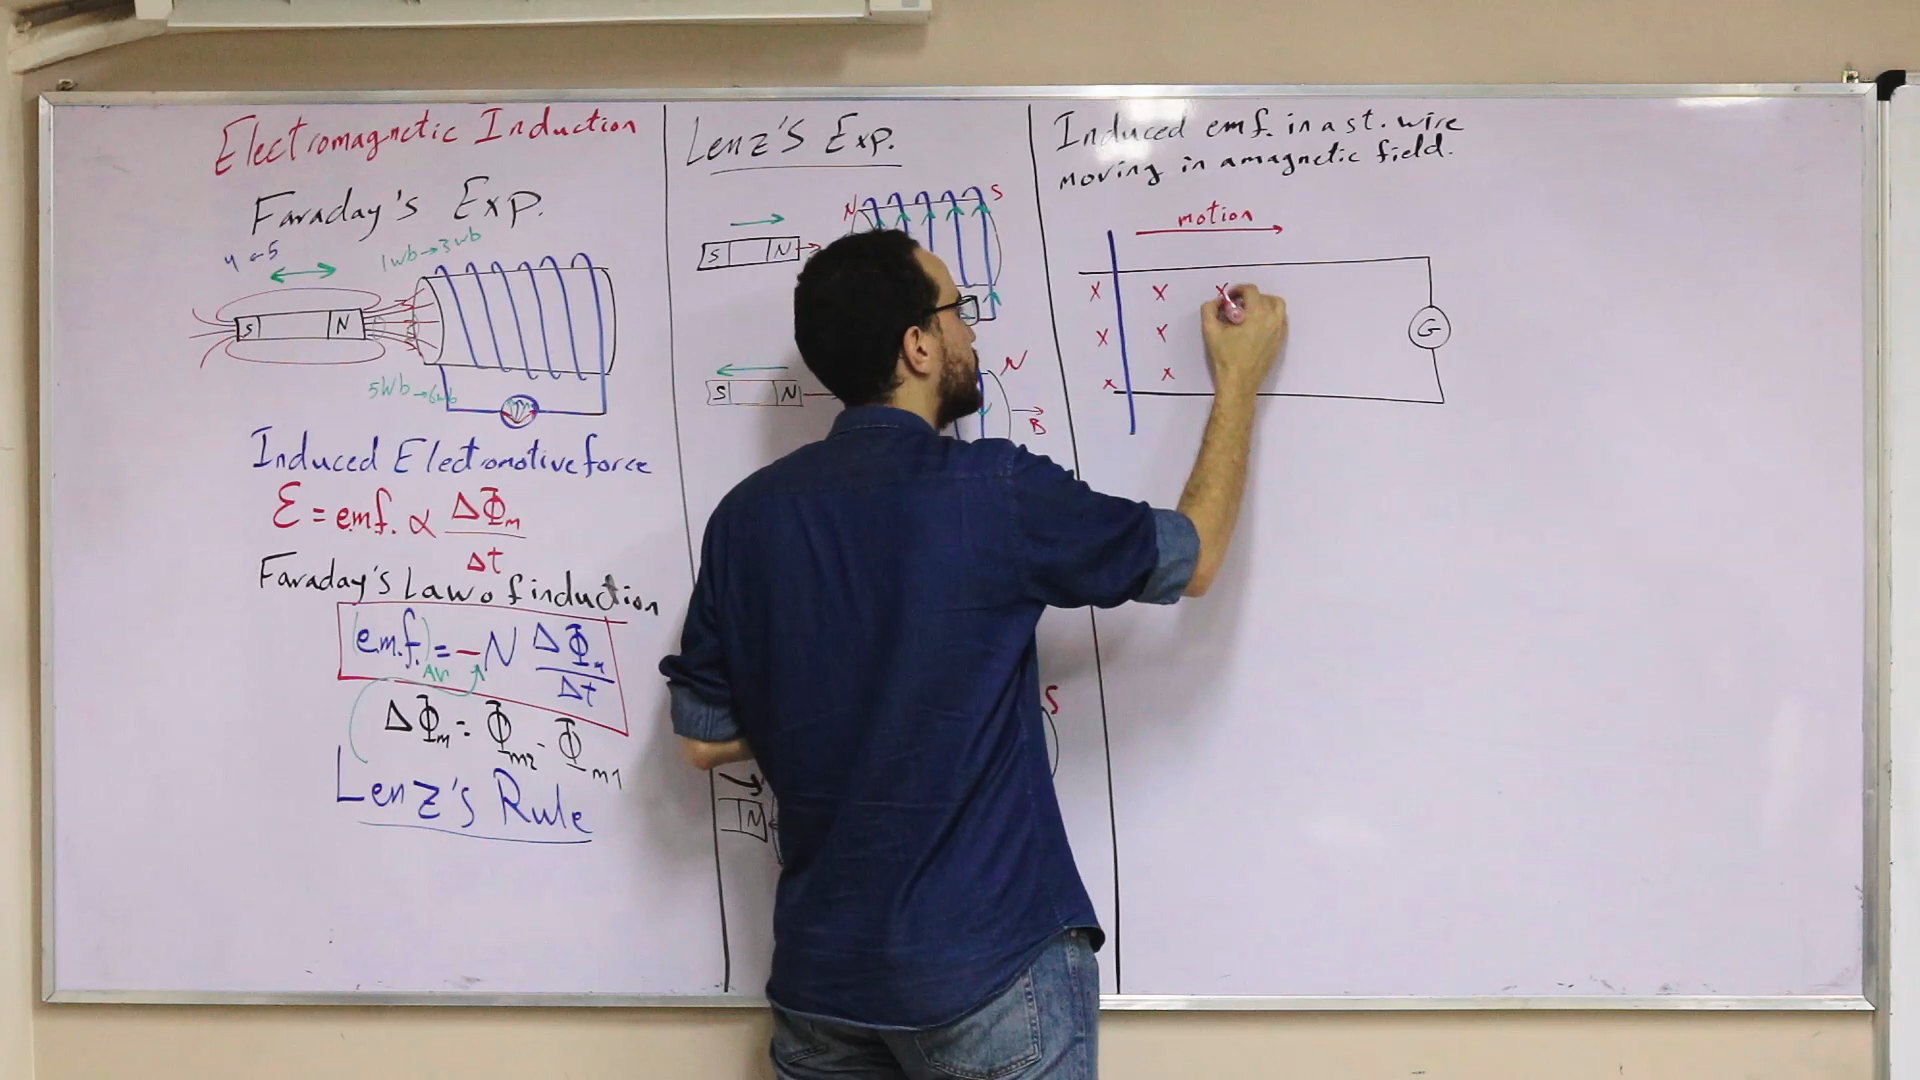 Electromagnetic Induction
Faraday's Exp.
4 ← 5
1wb → 3wb
S N
5wb → 6wb
Induced Electromotive force
Ɛ = emf. ∝ ΔΦm / Δt
Faraday's Law of induction
(e.m.f.) = - N ΔΦm / Δt
ΔΦm = Φm2 - Φm1
Lenz's Rule
Lenz's Exp.
N S
S N
N
S N
B
S
N
Induced emf. in a st. wire
moving in a magnetic field.
motion
x x x
x x
x x
G